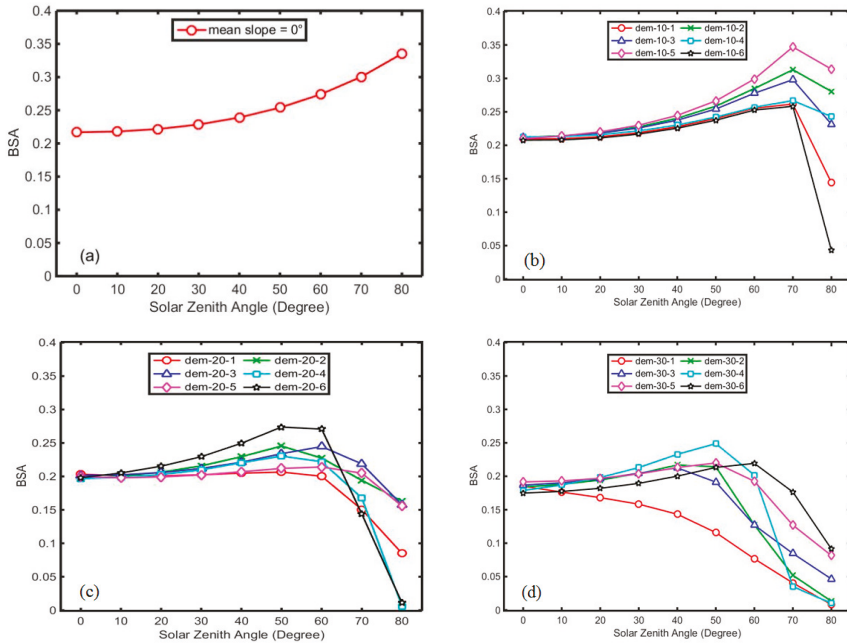 0.4
0.35
0.3
0.25
0.2
0.15
0.1
0.05
0
BSA
mean slope = 0°
(a)
0 10 20 30 40 50 60 70 80
Solar Zenith Angle (Degree)
0.4
0.35
0.3
0.25
0.2
0.15
0.1
0.05
0
BSA
dem-10-1 dem-10-2
dem-10-3 dem-10-4
dem-10-5 dem-10-6
(b)
0 10 20 30 40 50 60 70 80
Solar Zenith Angle (Degree)
0.4
0.35
0.3
0.25
0.2
0.15
0.1
0.05
0
BSA
dem-20-1 dem-20-2
dem-20-3 dem-20-4
dem-20-5 dem-20-6
(c)
0 10 20 30 40 50 60 70 80
Solar Zenith Angle (Degree)
0.4
0.35
0.3
0.25
0.2
0.15
0.1
0.05
0
BSA
dem-30-1 dem-30-2
dem-30-3 dem-30-4
dem-30-5 dem-30-6
(d)
0 10 20 30 40 50 60 70 80
Solar Zenith Angle (Degree)